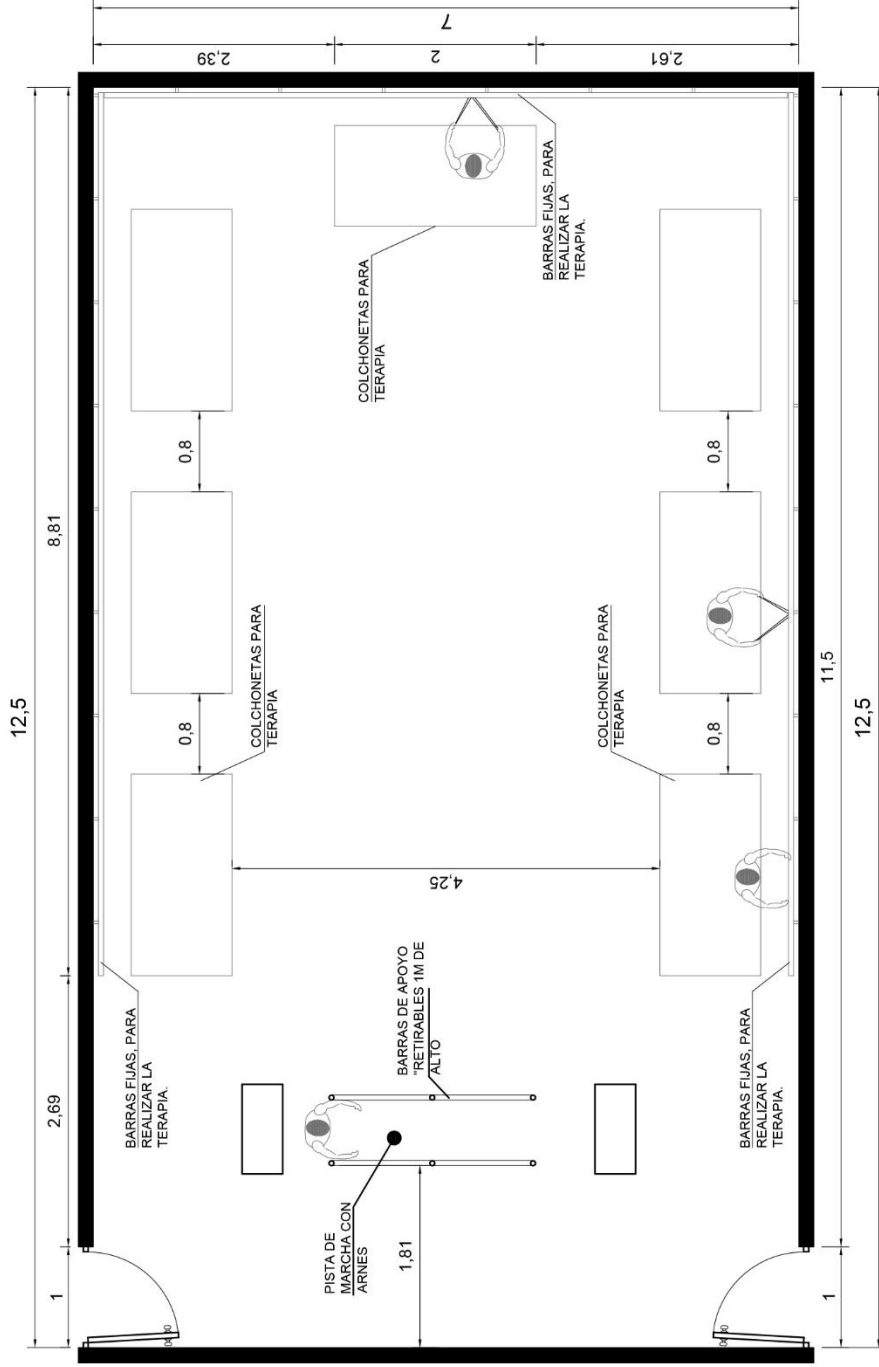 7
2,39
2
2,61
12,5
8,81
2,69
1
COLCHONETAS PARA
TERAPIA
BARRAS FIJAS, PARA
REALIZAR LA
TERAPIA.
0,8
0,8
COLCHONETAS PARA
TERAPIA
0,8
0,8
COLCHONETAS PARA
TERAPIA
4,25
BARRAS FIJAS, PARA
REALIZAR LA
TERAPIA.
BARRAS DE APOYO
"RETIRABLES 1M DE
ALTO
BARRAS FIJAS, PARA
REALIZAR LA
TERAPIA.
PISTA DE
MARCHA CON
ARNES
1,81
11,5
1
12,5